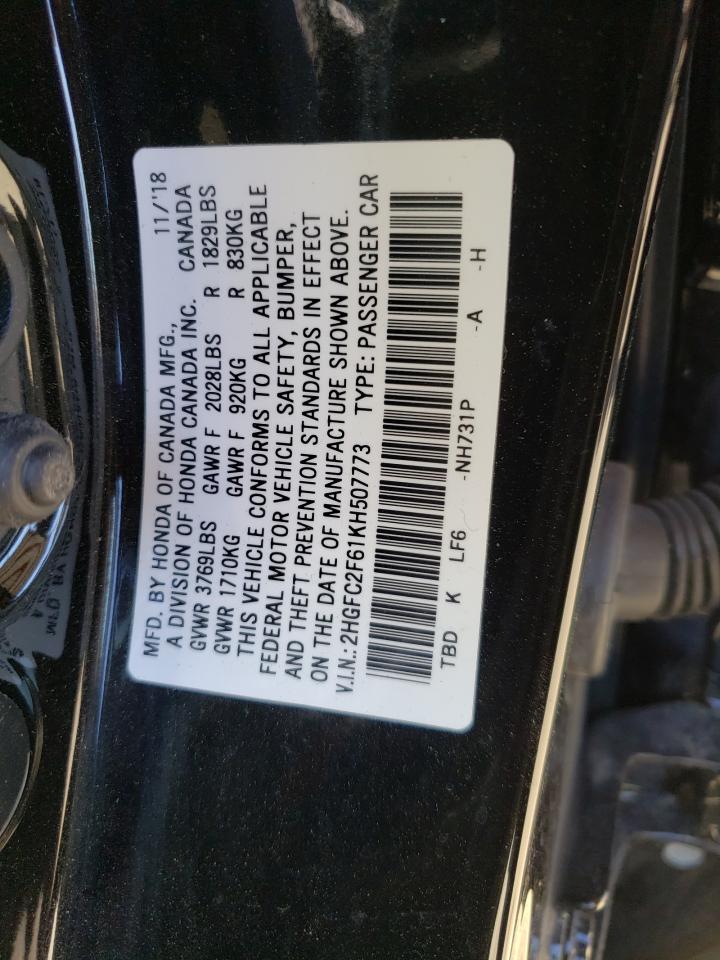 MFD. BY HONDA OF CANADA MFG., 11/'18
A DIVISION OF HONDA CANADA INC. CANADA
GVWR 3769LBS GAWR F 2028LBS R 1829LBS
GVWR 1710KG GAWR F 920KG R 830KG
THIS VEHICLE CONFORMS TO ALL APPLICABLE
FEDERAL MOTOR VEHICLE SAFETY, BUMPER,
AND THEFT PREVENTION STANDARDS IN EFFECT
ON THE DATE OF MANUFACTURE SHOWN ABOVE.
V.I.N.: 2HGFC2F61KH507773 TYPE: PASSENGER CAR
TBD K LF6 -NH731P -A -H